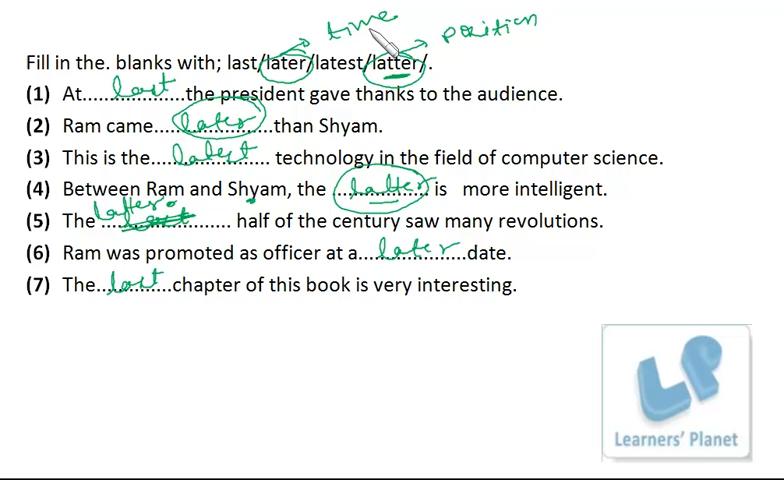 time
position
Fill in the. blanks with; last/later/latest/latter/.
(1) At.......last..........the president gave thanks to the audience.
(2) Ram came.....later...............than Shyam.
(3) This is the.....latest............... technology in the field of computer science.
(4) Between Ram and Shyam, the ....latter........ is more intelligent.
(5) The ...latter................ half of the century saw many revolutions.
(6) Ram was promoted as officer at a....later..........date.
(7) The...last..........chapter of this book is very interesting.
LP
Learners' Planet